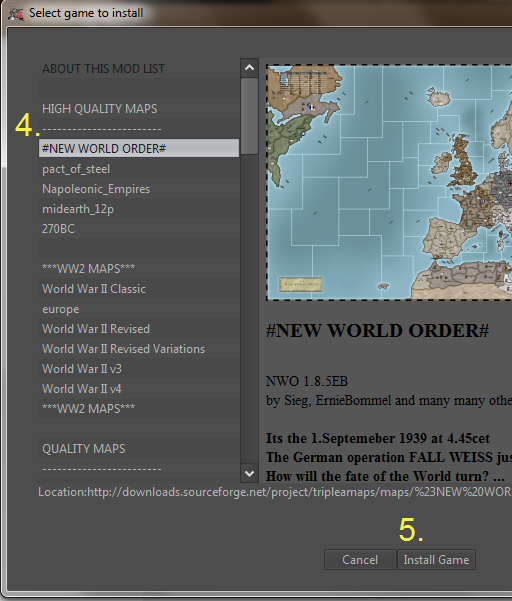 Select game to install
ABOUT THIS MOD LIST
HIGH QUALITY MAPS
4.
------------------------
#NEW WORLD ORDER#
pact_of_steel
Napoleonic_Empires
midearth_12p
270BC
***WW2 MAPS***
World War II Classic
europe
World War II Revised
World War II Revised Variations
World War II v3
World War II v4
***WW2 MAPS***
QUALITY MAPS
------------------------
#NEW WORLD ORDER#
NWO 1.8.5EB
by Sieg, ErnieBommel and many many othe
Its the 1.Septemeber 1939 at 4.45cet
The German operation FALL WEISS jus
How will the fate of the World turn? ...
Location:http://downloads.sourceforge.net/project/tripleamaps/maps/%23NEW%20WOR
5.
Cancel
Install Game